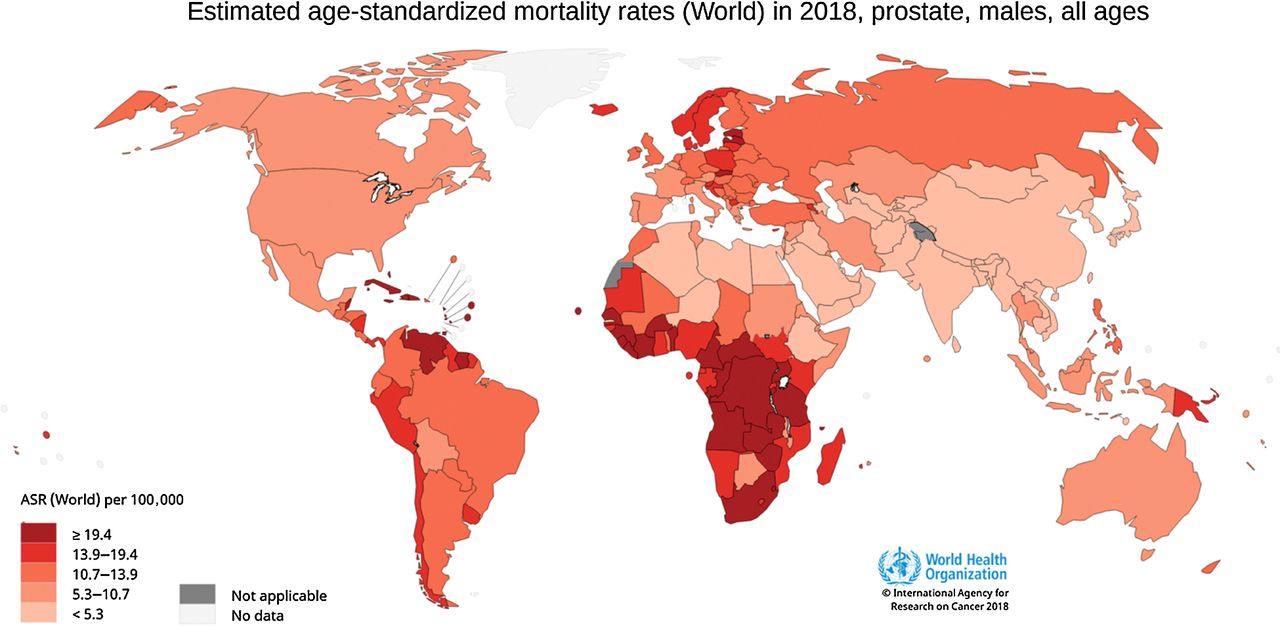 Estimated age-standardized mortality rates (World) in 2018, prostate, males, all ages
ASR (World) per 100,000
≥ 19.4
13.9–19.4
10.7–13.9
5.3–10.7
< 5.3
Not applicable
No data
World Health
Organization
© International Agency for
Research on Cancer 2018